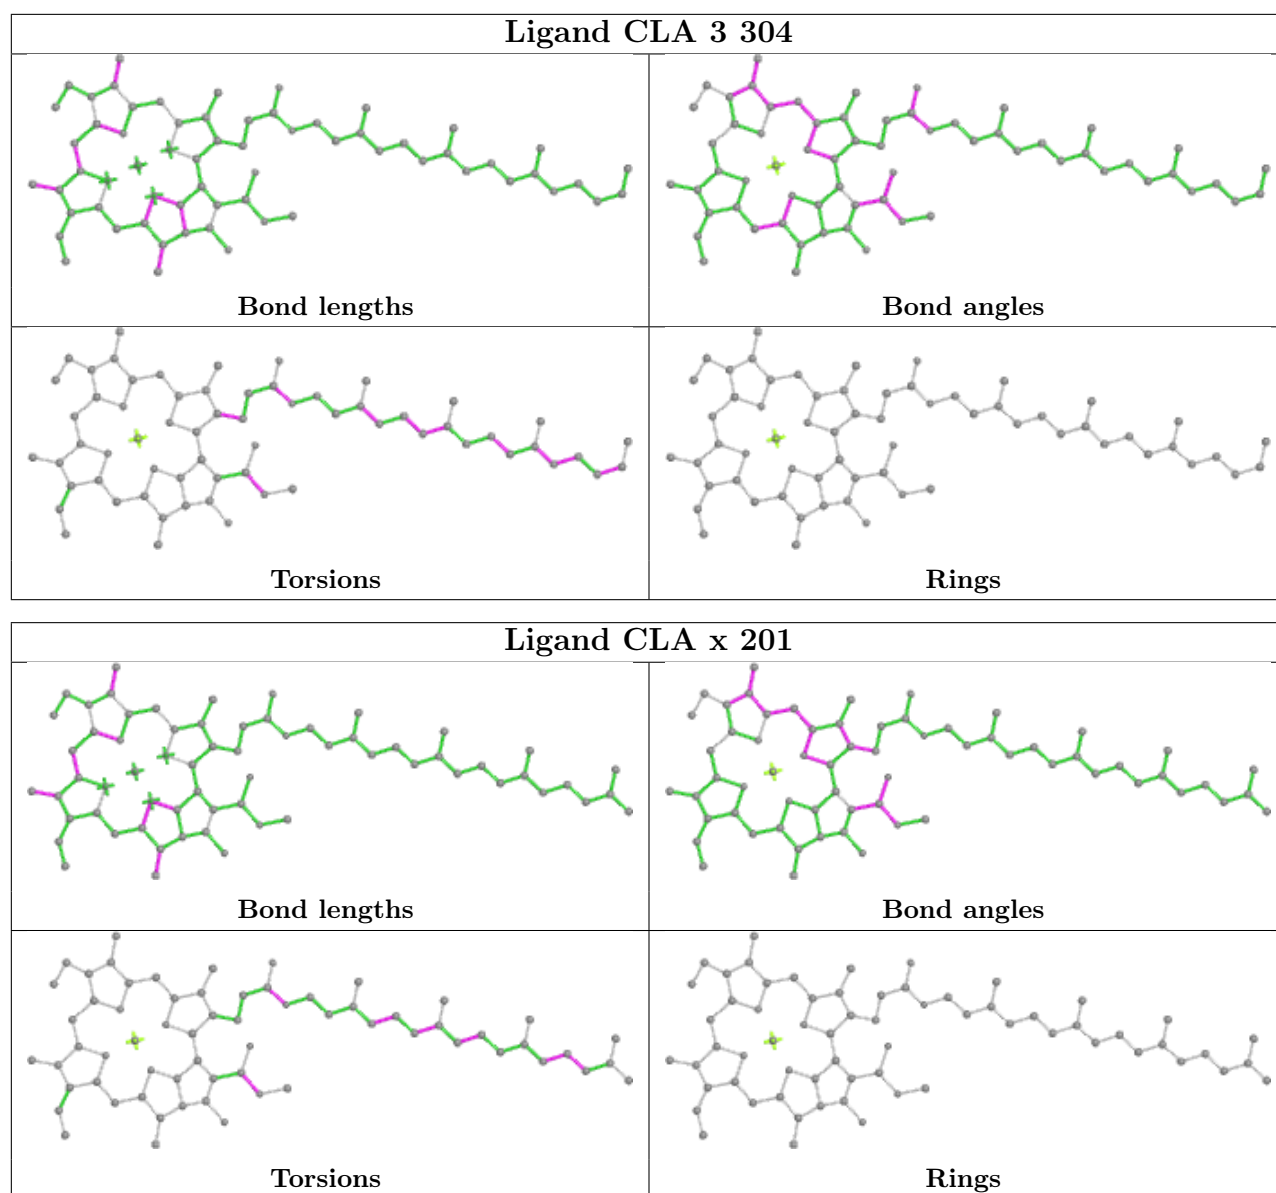 Ligand CLA 3 304
Bond lengths
Bond angles
Torsions
Rings
Ligand CLA x 201
Bond lengths
Bond angles
Torsions
Rings